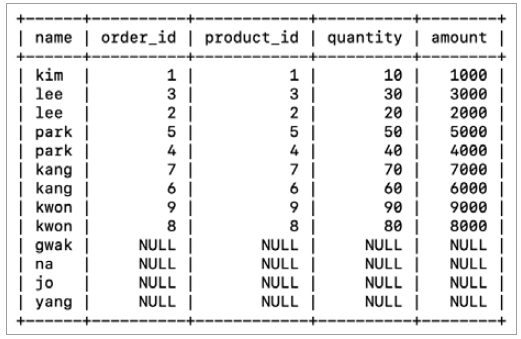 | name | order_id | product_id | quantity | amount |
| kim | 1 | 1 | 10 | 1000 |
| lee | 3 | 3 | 30 | 3000 |
| lee | 2 | 2 | 20 | 2000 |
| park | 5 | 5 | 50 | 5000 |
| park | 4 | 4 | 40 | 4000 |
| kang | 7 | 7 | 70 | 7000 |
| kang | 6 | 6 | 60 | 6000 |
| kwon | 9 | 9 | 90 | 9000 |
| kwon | 8 | 8 | 80 | 8000 |
| gwak | NULL | NULL | NULL | NULL |
| na | NULL | NULL | NULL | NULL |
| jo | NULL | NULL | NULL | NULL |
| yang | NULL | NULL | NULL | NULL |